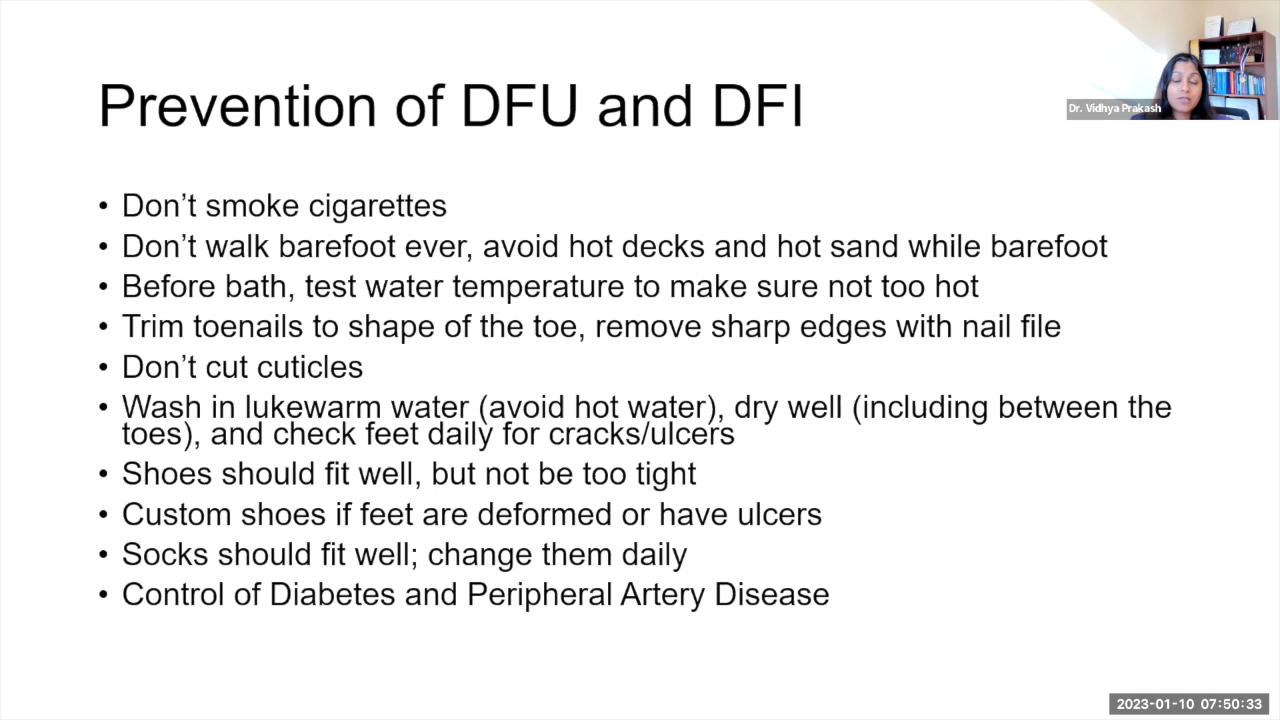 Prevention of DFU and DFI
Dr. Vidhya Prakash
• Don’t smoke cigarettes
• Don’t walk barefoot ever, avoid hot decks and hot sand while barefoot
• Before bath, test water temperature to make sure not too hot
• Trim toenails to shape of the toe, remove sharp edges with nail file
• Don’t cut cuticles
• Wash in lukewarm water (avoid hot water), dry well (including between the
toes), and check feet daily for cracks/ulcers
• Shoes should fit well, but not be too tight
• Custom shoes if feet are deformed or have ulcers
• Socks should fit well; change them daily
• Control of Diabetes and Peripheral Artery Disease
2023-01-10 07:50:33